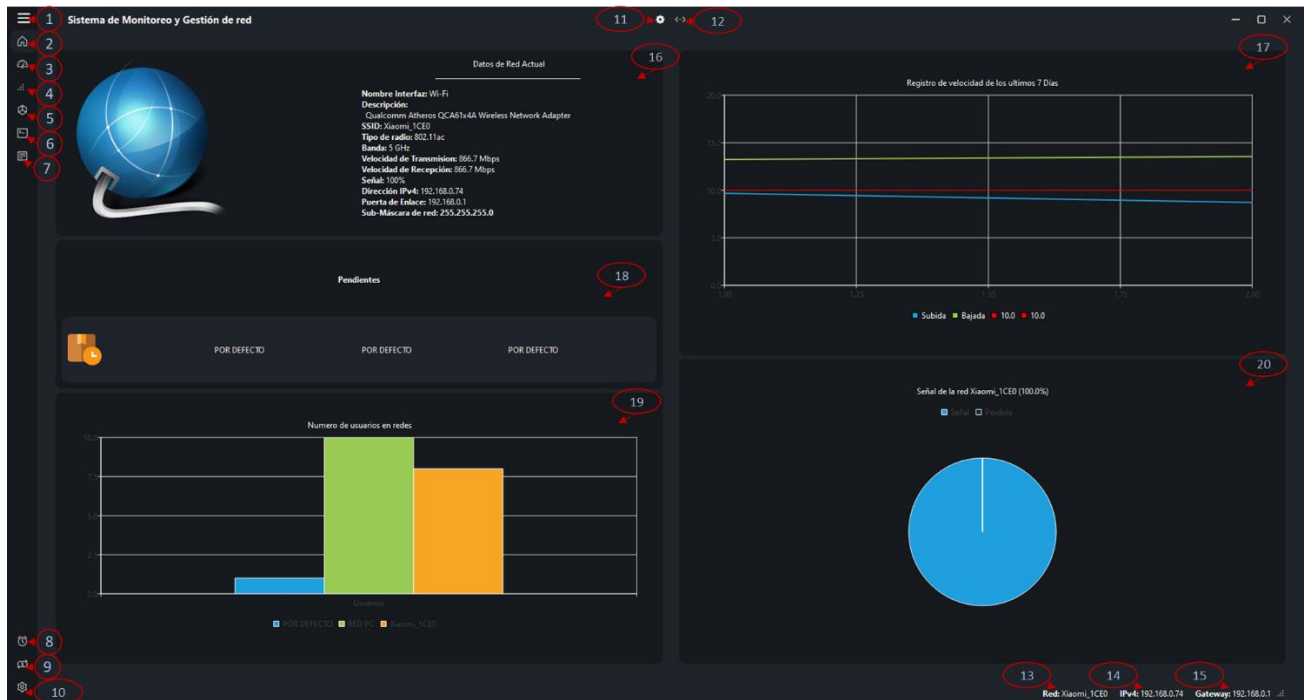 1
Sistema de Monitoreo y Gestión de red
11
12
2
3
4
5
6
7
16
Datos de Red Actual
Nombre Interfaz: Wi-Fi
Descripción:
Qualcomm Atheros QCA61x4A Wireless Network Adapter
SSID: Xiaomi_1CE0
Tipo de radio: 802.11ac
Banda: 5 GHz
Velocidad de Transmision: 866.7 Mbps
Velocidad de Recepción: 866.7 Mbps
Señal: 100%
Dirección IPv4: 192.168.0.74
Puerta de Enlace: 192.168.0.1
Sub-Máscara de red: 255.255.255.0
17
Registro de velocidad de los ultimos 7 Días
20.0
15.0
10.0
5.0
0.0
1.00 1.25 1.50 1.75 2.00
Subida Bajada 10.0 10.0
18
Pendientes
POR DEFECTO POR DEFECTO POR DEFECTO
19
Numero de usuarios en redes
10.0
7.5
5.0
2.5
0.0
Usuarios
POR DEFECTO RED PC Xiaomi_1CE0
20
Señal de la red Xiaomi_1CE0 (100.0%)
Señal Perdida
8
9
10
13
14
15
Red: Xiaomi_1CE0 IPv4: 192.168.0.74 Gateway: 192.168.0.1